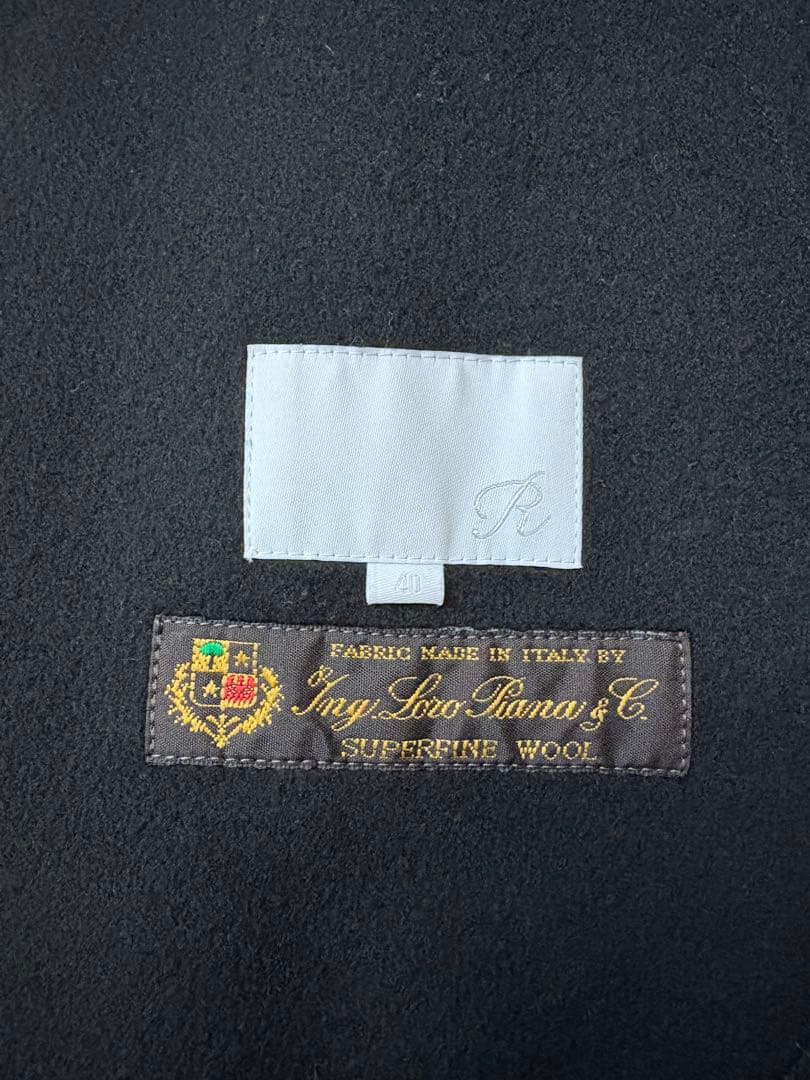 R
40
FABRIC MADE IN ITALY BY
Ing. Loro Piana & C.
SUPERFINE WOOL